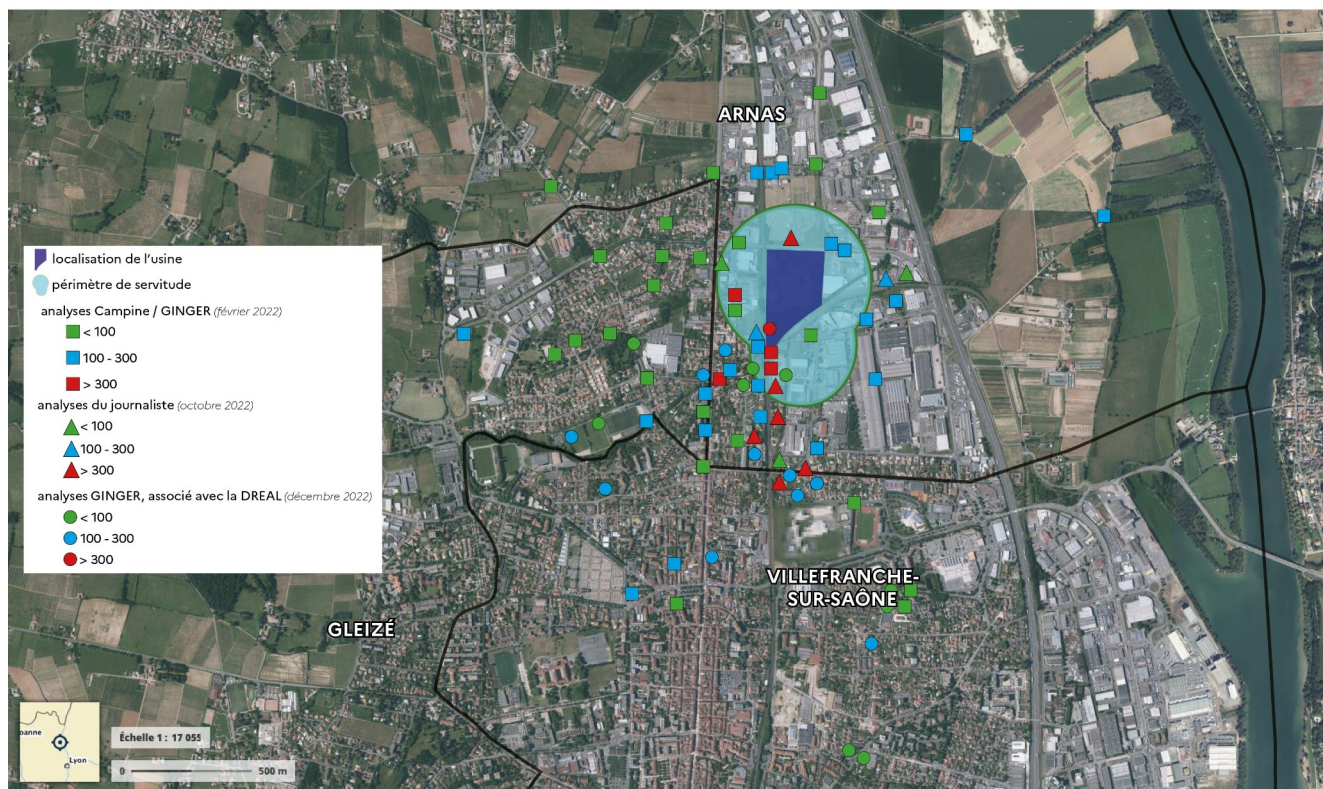 ARNAS
localisation de l'usine
périmètre de servitude
analyses Campine / GINGER (février 2022)
< 100
100 - 300
> 300
analyses du journaliste (octobre 2022)
< 100
100 - 300
> 300
analyses GINGER, associé avec la DREAL (décembre 2022)
< 100
100 - 300
> 300
VILLEFRANCHE-
SUR-SAÔNE
GLEIZÉ
oanne
Lyon
Échelle 1 : 17 055
0 500 m